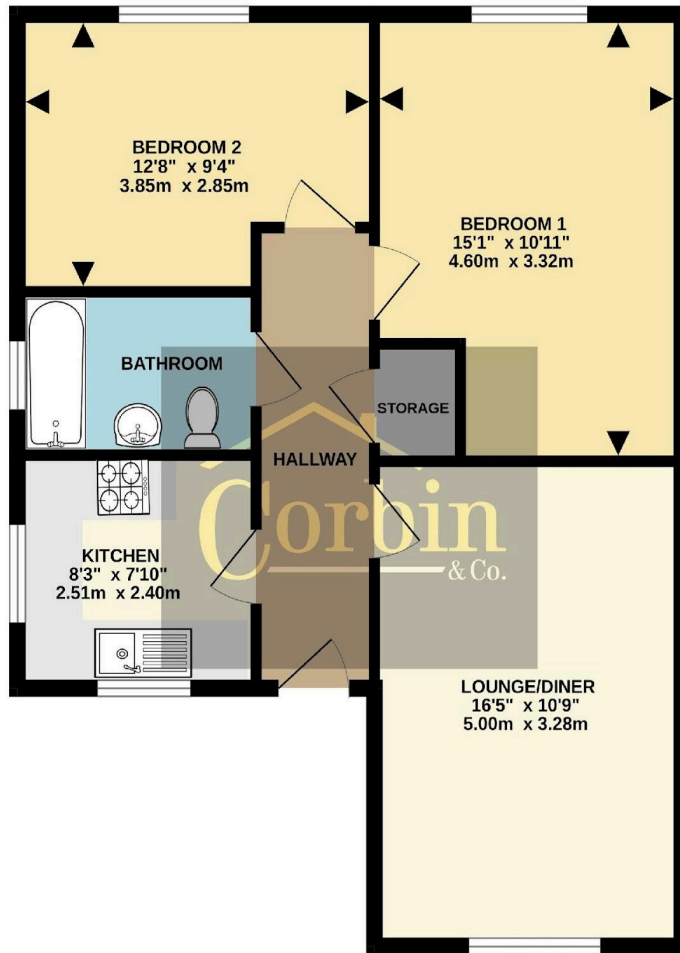 BEDROOM 2
12'8" x 9'4"
3.85m x 2.85m
BEDROOM 1
15'1" x 10'11"
4.60m x 3.32m
BATHROOM
STORAGE
HALLWAY
Corbin
& Co.
KITCHEN
8'3" x 7'10"
2.51m x 2.40m
LOUNGE/DINER
16'5" x 10'9"
5.00m x 3.28m